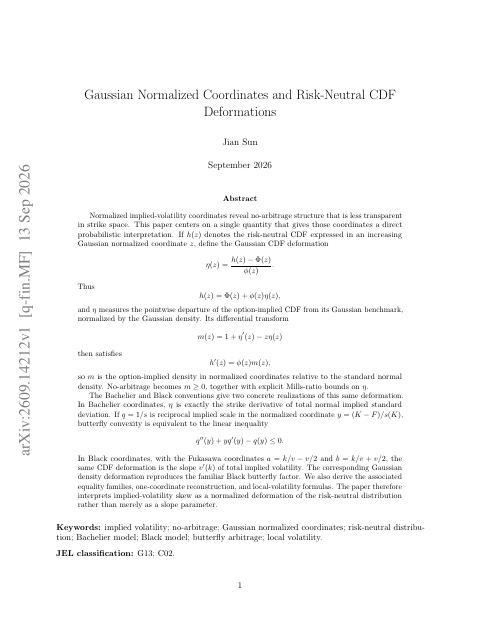 Gaussian Normalized Coordinates and Risk-Neutral CDF
Deformations
Jian Sun
September 2026
Abstract
Normalized implied-volatility coordinates reveal no-arbitrage structure that is less transparent
in strike space. This paper centers on a single quantity that gives those coordinates a direct
probabilistic interpretation. If h(z) denotes the risk-neutral CDF expressed in an increasing
Gaussian normalized coordinate z, define the Gaussian CDF deformation
η(z) = (h(z) − Φ(z)) / ϕ(z).
Thus
h(z) = Φ(z) + ϕ(z)η(z),
and η measures the pointwise departure of the option-implied CDF from its Gaussian benchmark,
normalized by the Gaussian density. Its differential transform
m(z) = 1 + η′(z) − zη(z)
then satisfies
h′(z) = ϕ(z)m(z),
so m is the option-implied density in normalized coordinates relative to the standard normal
density. No-arbitrage becomes m ≥ 0, together with explicit Mills-ratio bounds on η.
The Bachelier and Black conventions give two concrete realizations of this same deformation.
In Bachelier coordinates, η is exactly the strike derivative of total normal implied standard
deviation. If q = 1/s is reciprocal implied scale in the normalized coordinate y = (K − F)/s(K),
butterfly convexity is equivalent to the linear inequality
q′′(y) + yq′(y) − q(y) ≤ 0.
In Black coordinates, with the Fukasawa coordinates a = k/v − v/2 and b = k/v + v/2, the
same CDF deformation is the slope v′(k) of total implied volatility. The corresponding Gaussian
density deformation reproduces the familiar Black butterfly factor. We also derive the associated
equality families, one-coordinate reconstruction, and local-volatility formulas. The paper therefore
interprets implied-volatility skew as a normalized deformation of the risk-neutral distribution
rather than merely as a slope parameter.
Keywords: implied volatility; no-arbitrage; Gaussian normalized coordinates; risk-neutral distribu-
tion; Bachelier model; Black model; butterfly arbitrage; local volatility.
JEL classification: G13; C02.
1
arXiv:2609.14212v1 [q-fin.MF] 13 Sep 2026